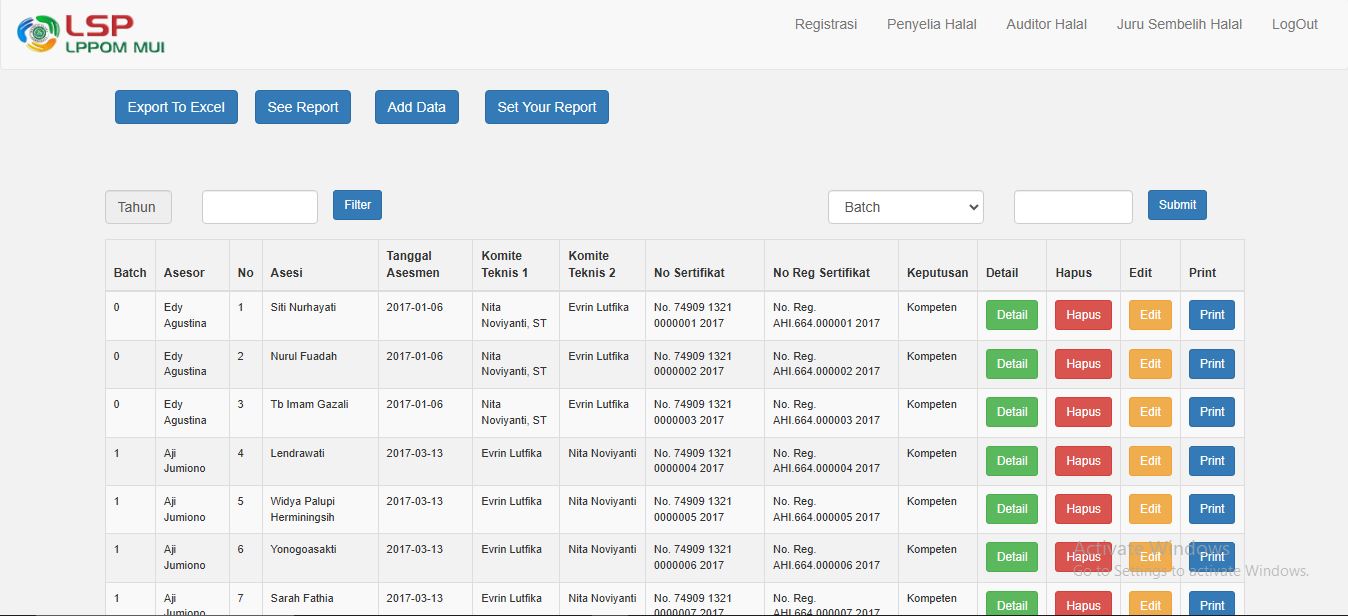 LSP
LPPOM MUI
Registrasi Penyelia Halal Auditor Halal Juru Sembelih Halal LogOut
Export To Excel See Report Add Data Set Your Report
Tahun Filter Batch Submit
Batch Asesor No Asesi Tanggal Asesmen Komite Teknis 1 Komite Teknis 2 No Sertifikat No Reg Sertifikat Keputusan Detail Hapus Edit Print
0 Edy Agustina 1 Siti Nurhayati 2017-01-06 Nita Noviyanti, ST Evrin Lutfika No. 74909 1321 0000001 2017 No. Reg. AHI.664.000001 2017 Kompeten Detail Hapus Edit Print
0 Edy Agustina 2 Nurul Fuadah 2017-01-06 Nita Noviyanti, ST Evrin Lutfika No. 74909 1321 0000002 2017 No. Reg. AHI.664.000002 2017 Kompeten Detail Hapus Edit Print
0 Edy Agustina 3 Tb Imam Gazali 2017-01-06 Nita Noviyanti, ST Evrin Lutfika No. 74909 1321 0000003 2017 No. Reg. AHI.664.000003 2017 Kompeten Detail Hapus Edit Print
1 Aji Jumiono 4 Lendrawati 2017-03-13 Evrin Lutfika Nita Noviyanti No. 74909 1321 0000004 2017 No. Reg. AHI.664.000004 2017 Kompeten Detail Hapus Edit Print
1 Aji Jumiono 5 Widya Palupi Herminingsih 2017-03-13 Evrin Lutfika Nita Noviyanti No. 74909 1321 0000005 2017 No. Reg. AHI.664.000005 2017 Kompeten Detail Hapus Edit Print
1 Aji Jumiono 6 Yonogoasakti 2017-03-13 Evrin Lutfika Nita Noviyanti No. 74909 1321 0000006 2017 No. Reg. AHI.664.000006 2017 Kompeten Detail Hapus Edit Print
1 Aji Jumiono 7 Sarah Fathia 2017-03-13 Evrin Lutfika Nita Noviyanti No. 74909 1321 0000007 2017 No. Reg. AHI.664.000007 2017 Kompeten Detail Hapus Edit Print
Activate Windows
Go to Settings to activate Windows.